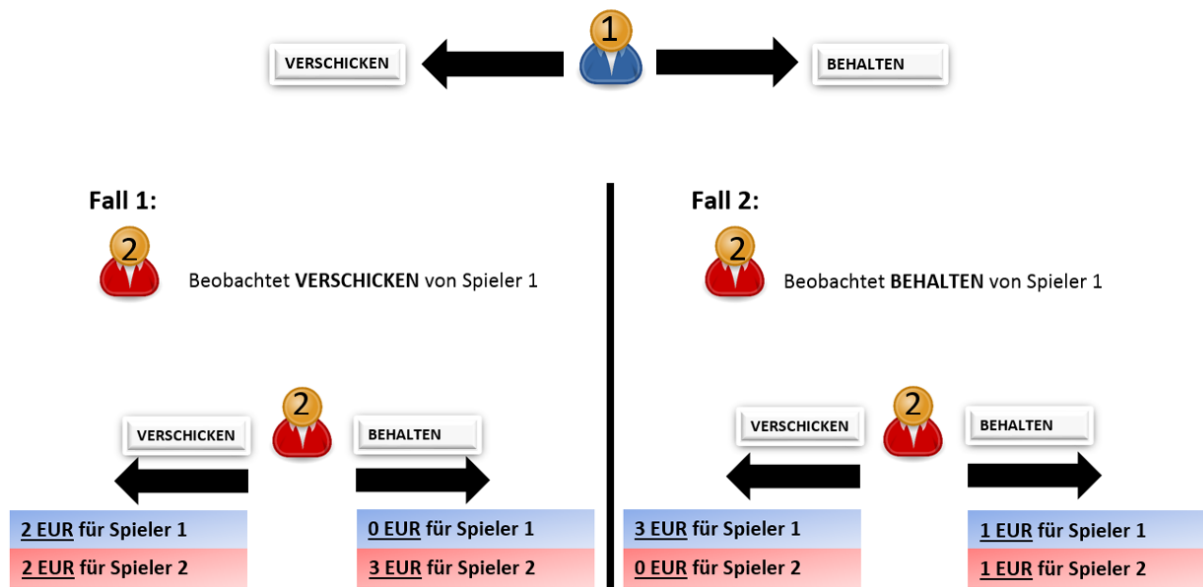 1
VERSCHICKEN
BEHALTEN
Fall 1:
2
Beobachtet VERSCHICKEN von Spieler 1
Fall 2:
2
Beobachtet BEHALTEN von Spieler 1
VERSCHICKEN
2
BEHALTEN
2 EUR für Spieler 1
2 EUR für Spieler 2
0 EUR für Spieler 1
3 EUR für Spieler 2
VERSCHICKEN
2
BEHALTEN
3 EUR für Spieler 1
0 EUR für Spieler 2
1 EUR für Spieler 1
1 EUR für Spieler 2